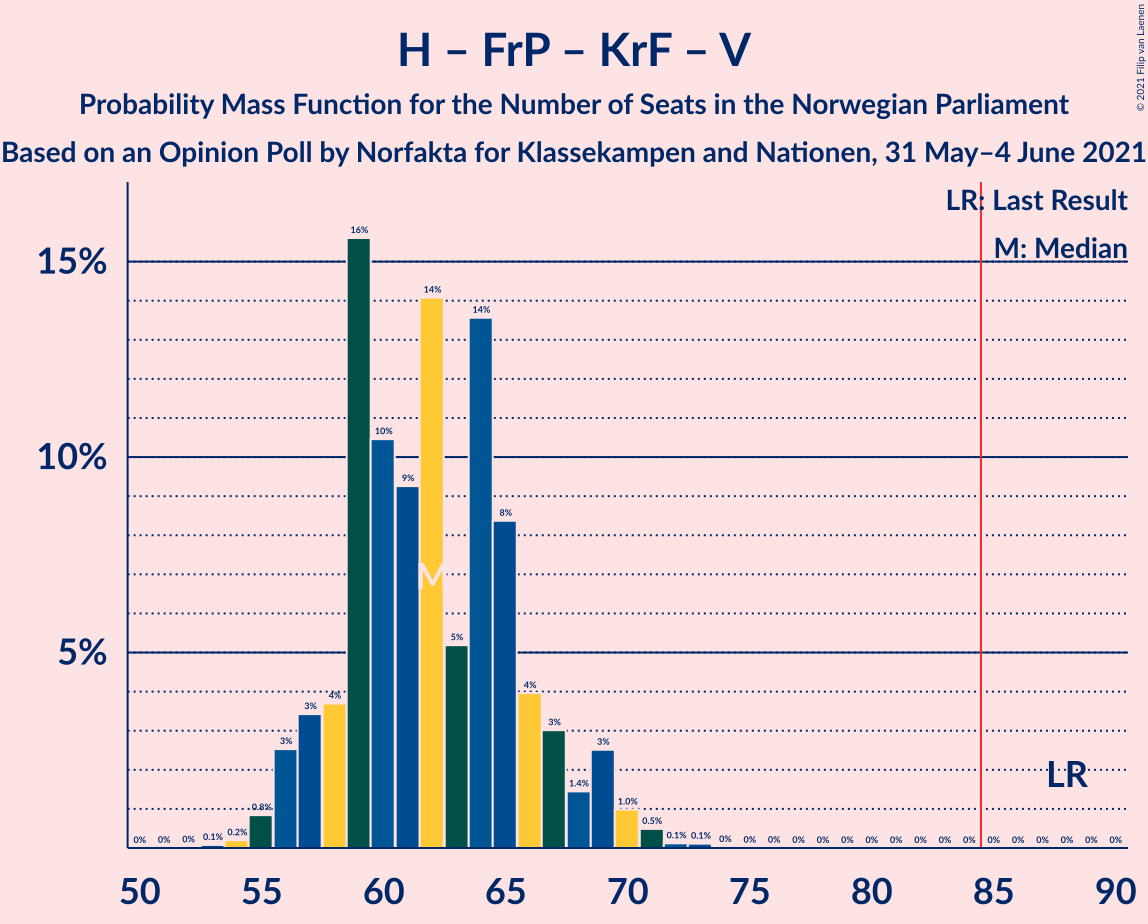 H – FrP – KrF – V
Probability Mass Function for the Number of Seats in the Norwegian Parliament
Based on an Opinion Poll by Norfakta for Klassekampen and Nationen, 31 May–4 June 2021
© 2021 Filip van Laenen
LR: Last Result
M: Median
15%
10%
5%
0% 0% 0% 0.1% 0.2% 0.8% 3% 3% 4% 16% 10% 9% 14% 5% 14% 8% 4% 3% 1.4% 3% 1.0% 0.5% 0.1% 0.1% 0% 0% 0% 0% 0% 0% 0% 0% 0% 0% 0% 0% 0% 0% 0% 0% 0%
M
LR
50 55 60 65 70 75 80 85 90